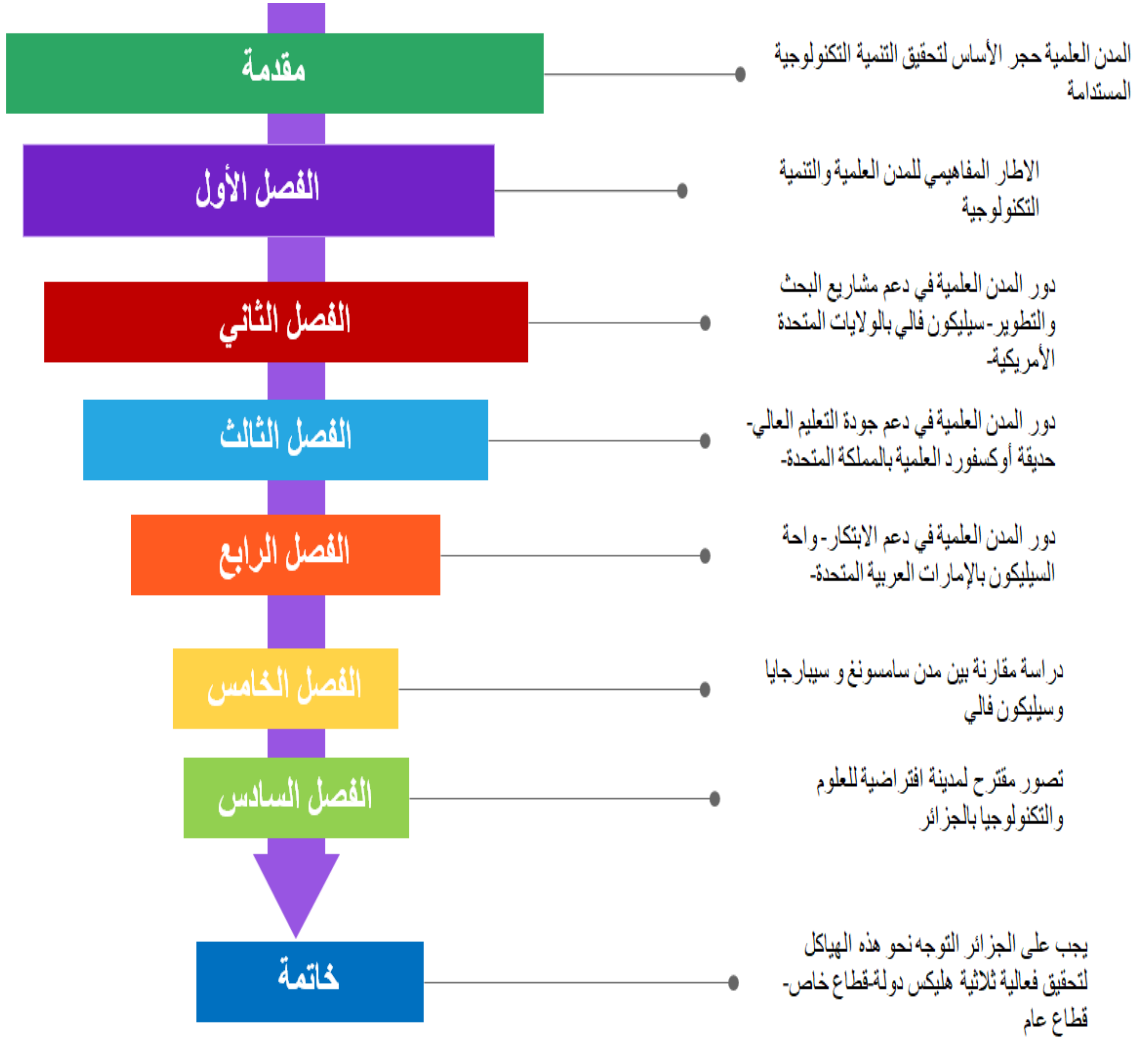 مقدمة
المدن العلمية حجر الأساس لتحقيق التنمية التكنولوجية
المستدامة
الفصل الأول
الاطار المفاهيمي للمدن العلمية والتنمية
التكنولوجية
الفصل الثاني
دور المدن العلمية في دعم مشاريع البحث
والتطوير- سيليكون فالي بالولايات المتحدة
الأمريكية-
الفصل الثالث
دور المدن العلمية في دعم جودة التعليم العالي-
حديقة أوكسفورد العلمية بالمملكة المتحدة-
الفصل الرابع
دور المدن العلمية في دعم الابتكار- واحة
السيليكون بالإمارات العربية المتحدة-
الفصل الخامس
دراسة مقارنة بين مدن سامسونغ و سيبارجايا
وسيليكون فالي
الفصل السادس
تصور مقترح لمدينة افتراضية للعلوم
والتكنولوجيا بالجزائر
خاتمة
يجب على الجزائر التوجه نحو هذه الهياكل
لتحقيق فعالية ثلاثية هليكس دولة-قطاع خاص-
قطاع عام